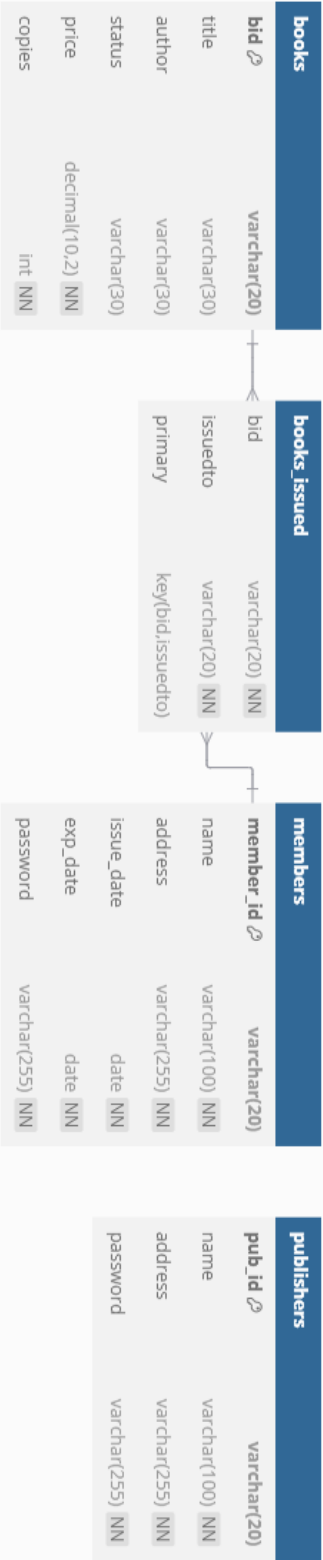 books
bid varchar(20)
title varchar(30)
author varchar(30)
status varchar(30)
price decimal(10,2) NN
copies int NN
books_issued
bid varchar(20) NN
issuedto varchar(20) NN
primary key(bid,issuedto)
members
member_id varchar(20)
name varchar(100) NN
address varchar(255) NN
issue_date date NN
exp_date date NN
password varchar(255) NN
publishers
pub_id varchar(20)
name varchar(100) NN
address varchar(255) NN
password varchar(255) NN